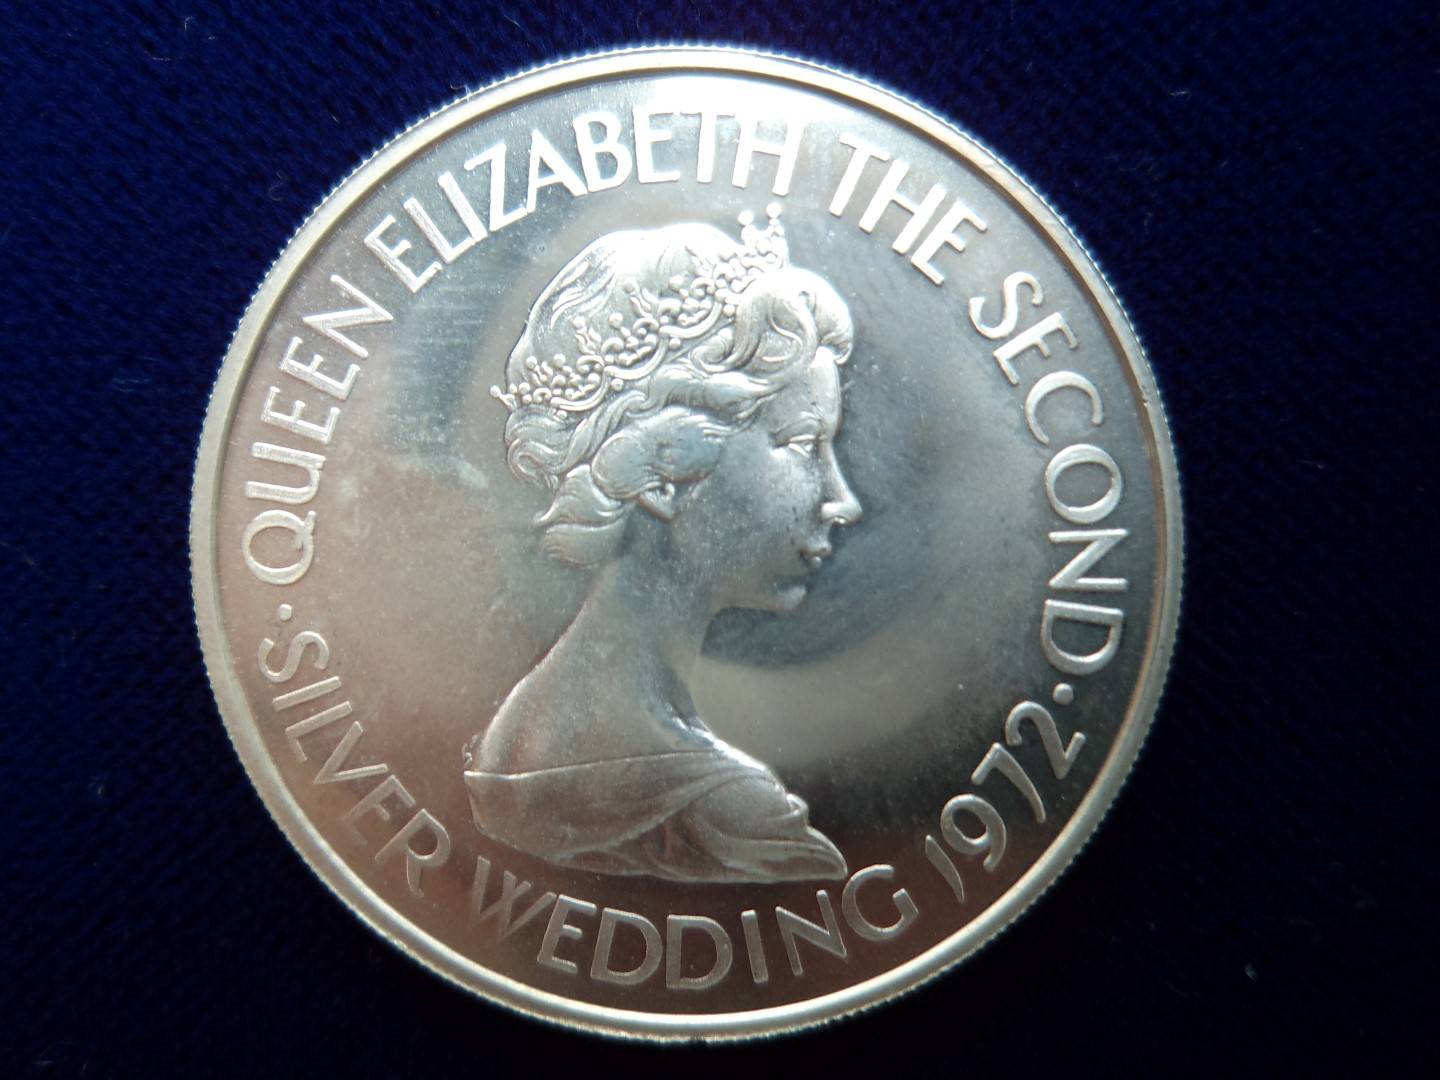 · QUEEN ELIZABETH THE SECOND ·
SILVER WEDDING 1972